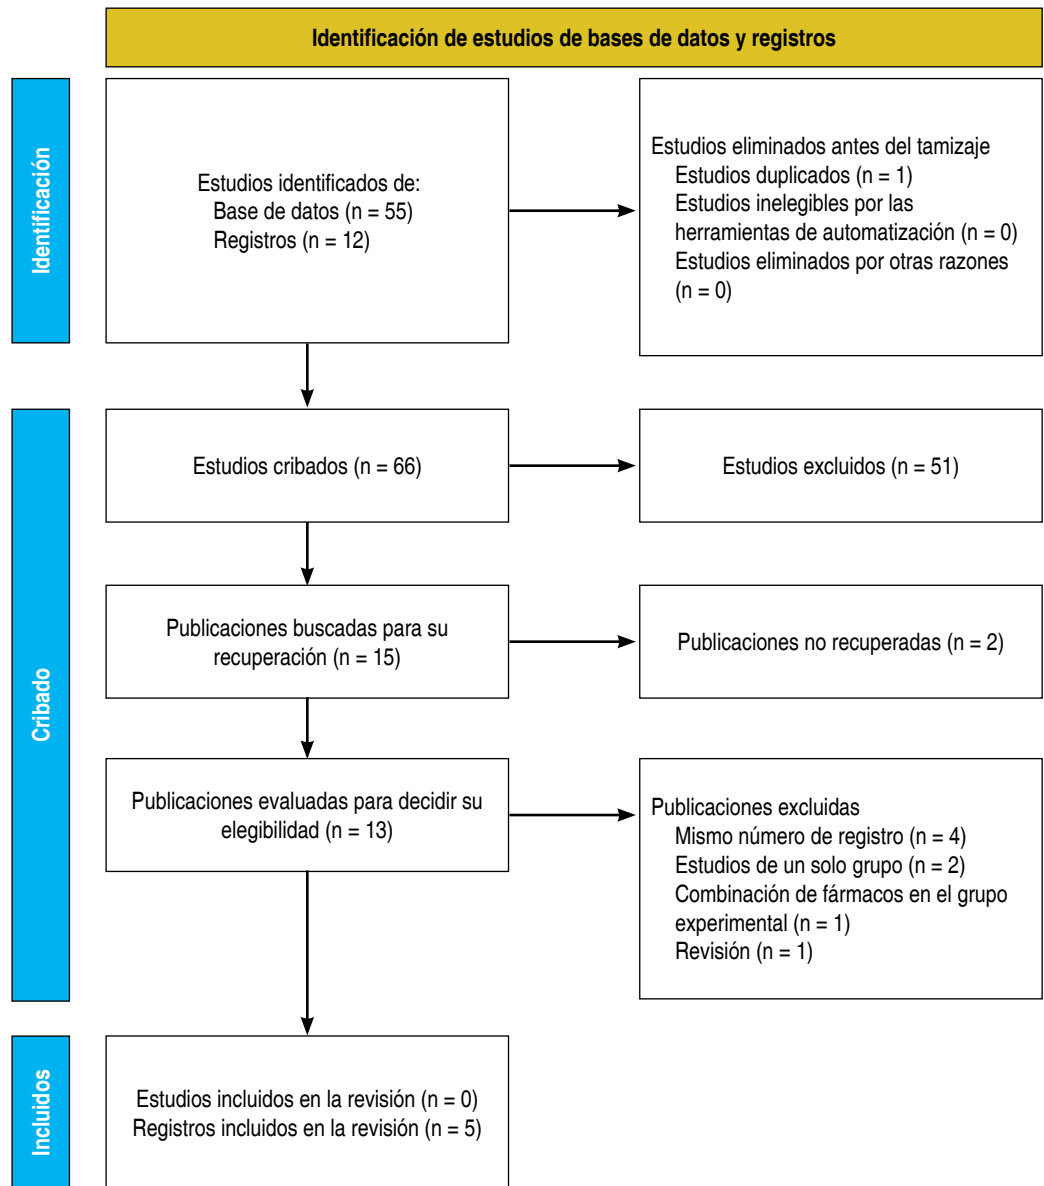 Identificación de estudios de bases de datos y registros
Identificación
Estudios identificados de:
Base de datos (n = 55)
Registros (n = 12)
Estudios eliminados antes del tamizaje
Estudios duplicados (n = 1)
Estudios inelegibles por las
herramientas de automatización (n = 0)
Estudios eliminados por otras razones
(n = 0)
Cribado
Estudios cribados (n = 66)
Estudios excluidos (n = 51)
Publicaciones buscadas para su
recuperación (n = 15)
Publicaciones no recuperadas (n = 2)
Publicaciones evaluadas para decidir su
elegibilidad (n = 13)
Publicaciones excluidas
Mismo número de registro (n = 4)
Estudios de un solo grupo (n = 2)
Combinación de fármacos en el grupo
experimental (n = 1)
Revisión (n = 1)
Incluidos
Estudios incluidos en la revisión (n = 0)
Registros incluidos en la revisión (n = 5)